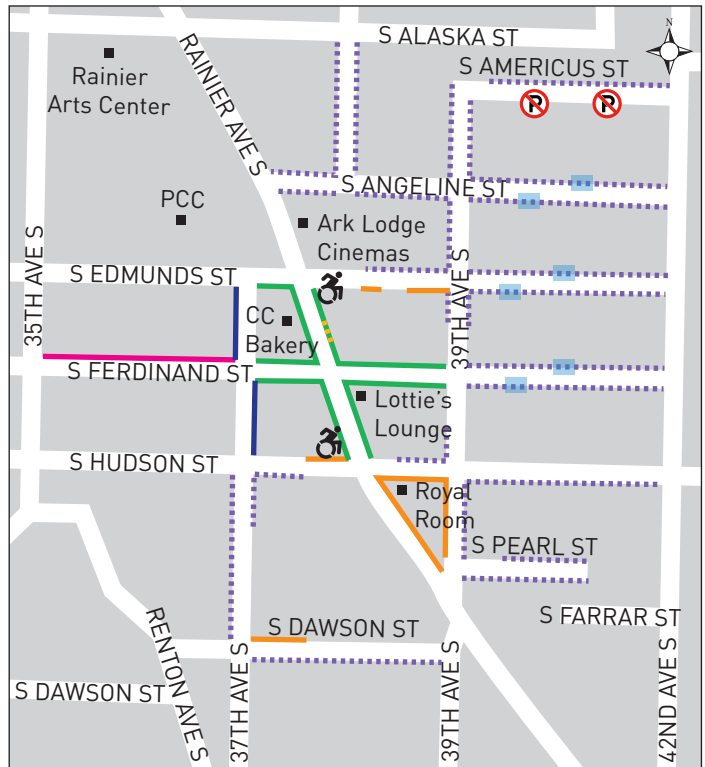 S ALASKA ST
N
S AMERICUS ST
P
P
Rainier
Arts Center
RAINIER AVE S
S ANGELINE ST
PCC
Ark Lodge
Cinemas
35TH AVE S
S EDMUNDS ST
39TH AVE S
CC
Bakery
S FERDINAND ST
Lottie's
Lounge
S HUDSON ST
Royal
Room
S PEARL ST
S FARRAR ST
S DAWSON ST
RENTON AVE S
37TH AVE S
39TH AVE S
42ND AVE S
S DAWSON ST